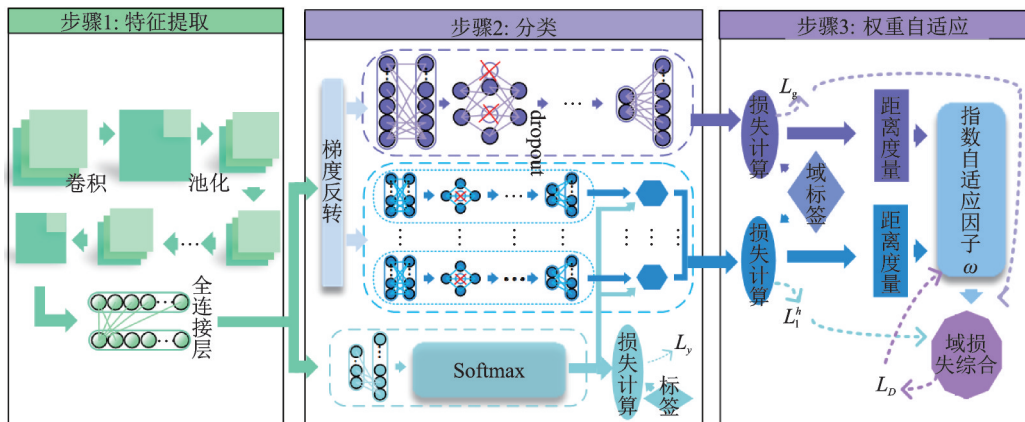 步骤1: 特征提取
卷积
池化
全连接层
步骤2: 分类
梯度反转
dropout
Softmax
损失计算
L_y
标签
步骤3: 权重自适应
损失计算
L_g
域标签
损失计算
L_1^h
距离度量
距离度量
指数自适应因子ω
域损
失综合
L_D